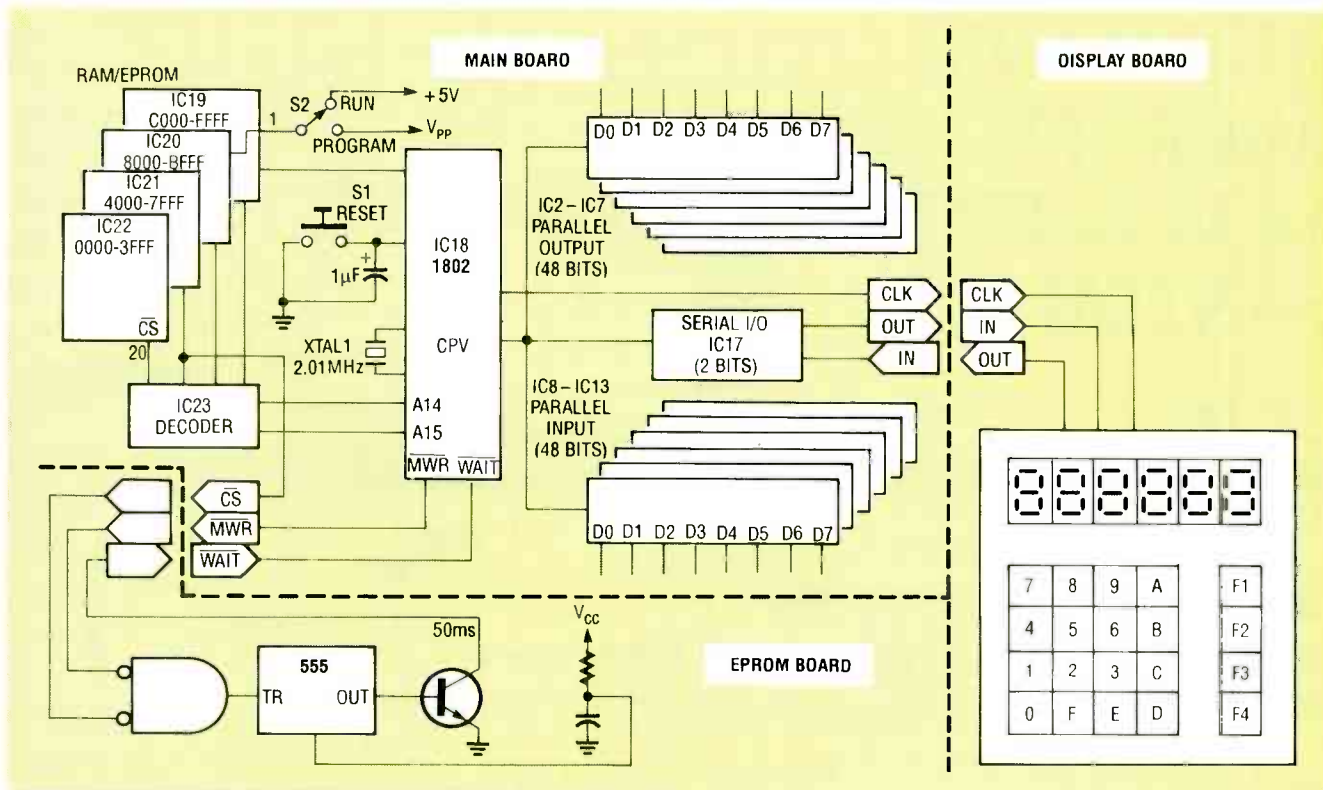 MAIN BOARD
DISPLAY BOARD
RAM/EPROM
IC19
C000-FFFF
1
IC20
8000-BFFF
IC21
4000-7FFF
IC22
0000-3FFF
CS
20
IC23
DECODER
S2
RUN
+5V
VPP
PROGRAM
S1
RESET
+
1μF
XTAL1
2.01MHz
IC18
1802
CPV
A14
A15
MWR WAIT
D0 D1 D2 D3 D4 D5 D6 D7
IC2–IC7
PARALLEL
OUTPUT
(48 BITS)
SERIAL I/O
IC17
(2 BITS)
CLK
OUT
IN
CLK
IN
OUT
IC8–IC13
PARALLEL
INPUT
(48 BITS)
D0 D1 D2 D3 D4 D5 D6 D7
CS
MWR
WAIT
50ms
VCC
EPROM BOARD
555
TR OUT
7 8 9 A F1
4 5 6 B F2
1 2 3 C F3
0 F E D F4